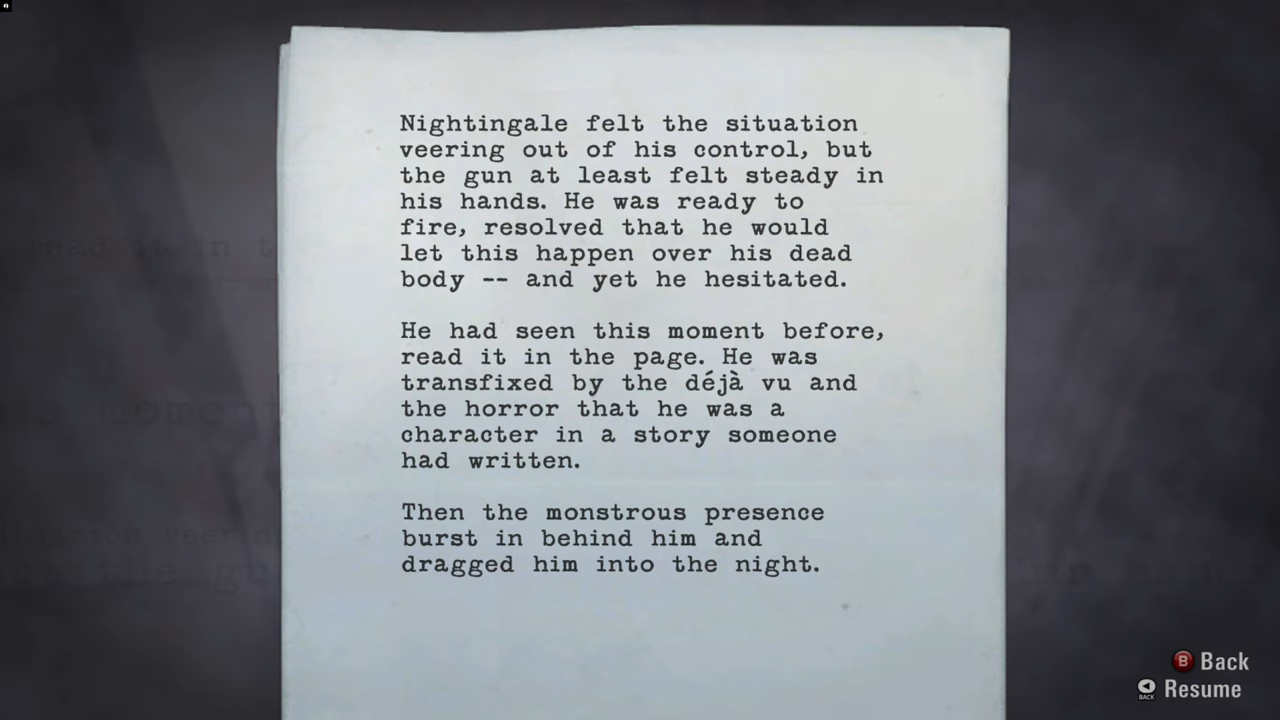 Nightingale felt the situation
veering out of his control, but
the gun at least felt steady in
his hands. He was ready to
fire, resolved that he would
let this happen over his dead
body -- and yet he hesitated.
He had seen this moment before,
read it in the page. He was
transfixed by the déjà vu and
the horror that he was a
character in a story someone
had written.
Then the monstrous presence
burst in behind him and
dragged him into the night.
B Back
BACK Resume